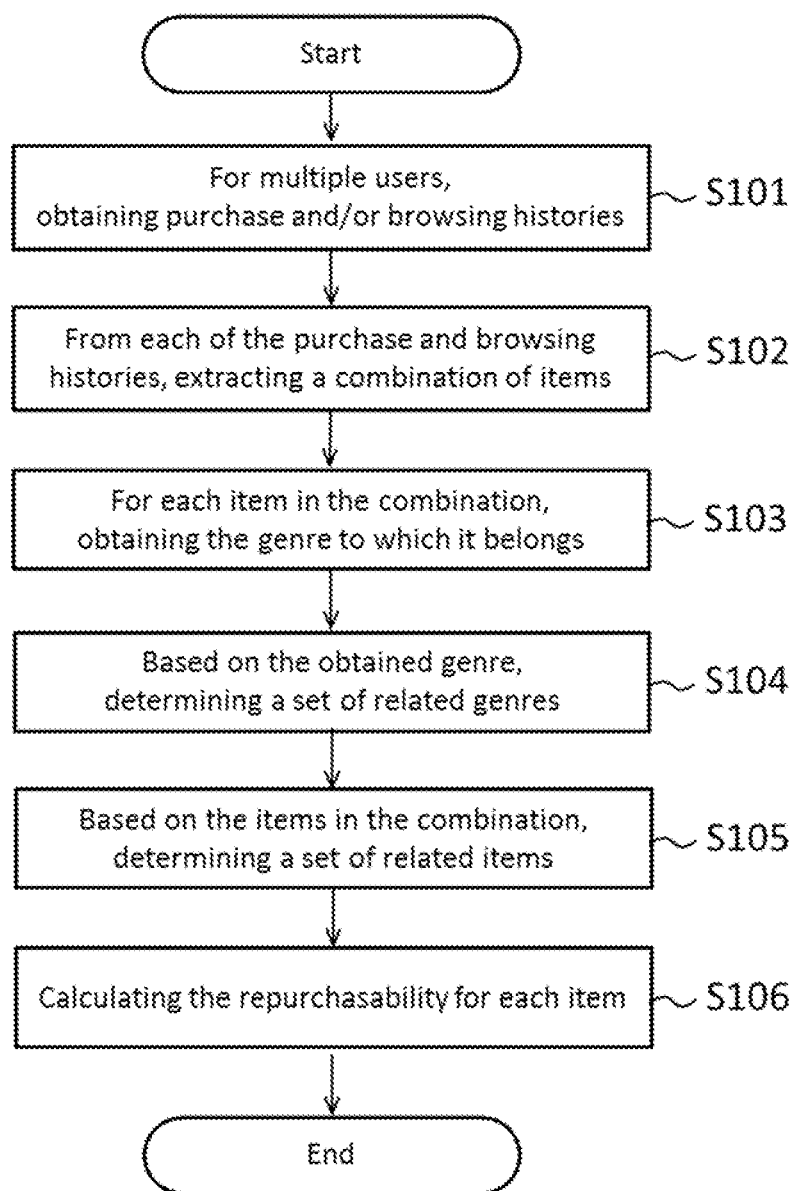 Start
For multiple users,
obtaining purchase and/or browsing histories
S101
From each of the purchase and browsing
histories, extracting a combination of items
S102
For each item in the combination,
obtaining the genre to which it belongs
S103
Based on the obtained genre,
determining a set of related genres
S104
Based on the items in the combination,
determining a set of related items
S105
Calculating the repurchasability for each item
S106
End